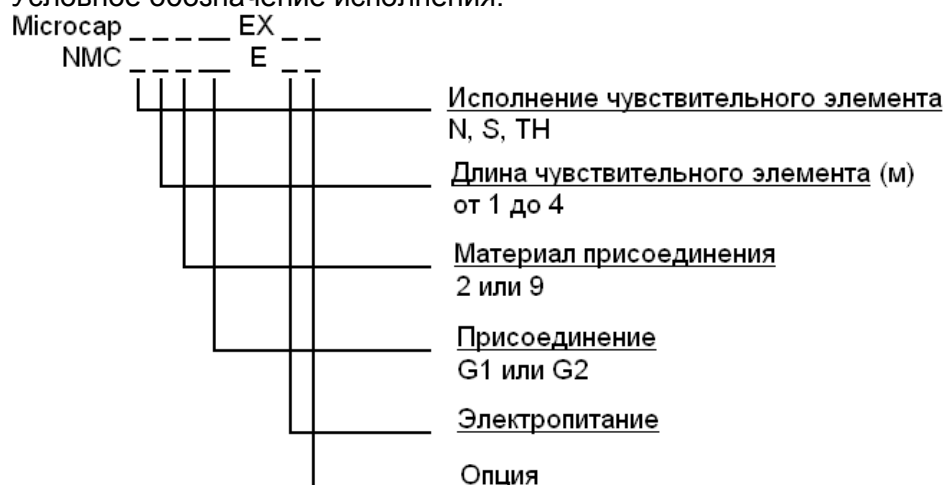 Условное обозначение исполнения:
Microcap _ _ _ _ _ EX _ _
NMC _ _ _ _ _ E _ _
Исполнение чувствительного элемента
N, S, TH
Длина чувствительного элемента (м)
от 1 до 4
Материал присоединения
2 или 9
Присоединение
G1 или G2
Электропитание
Опция